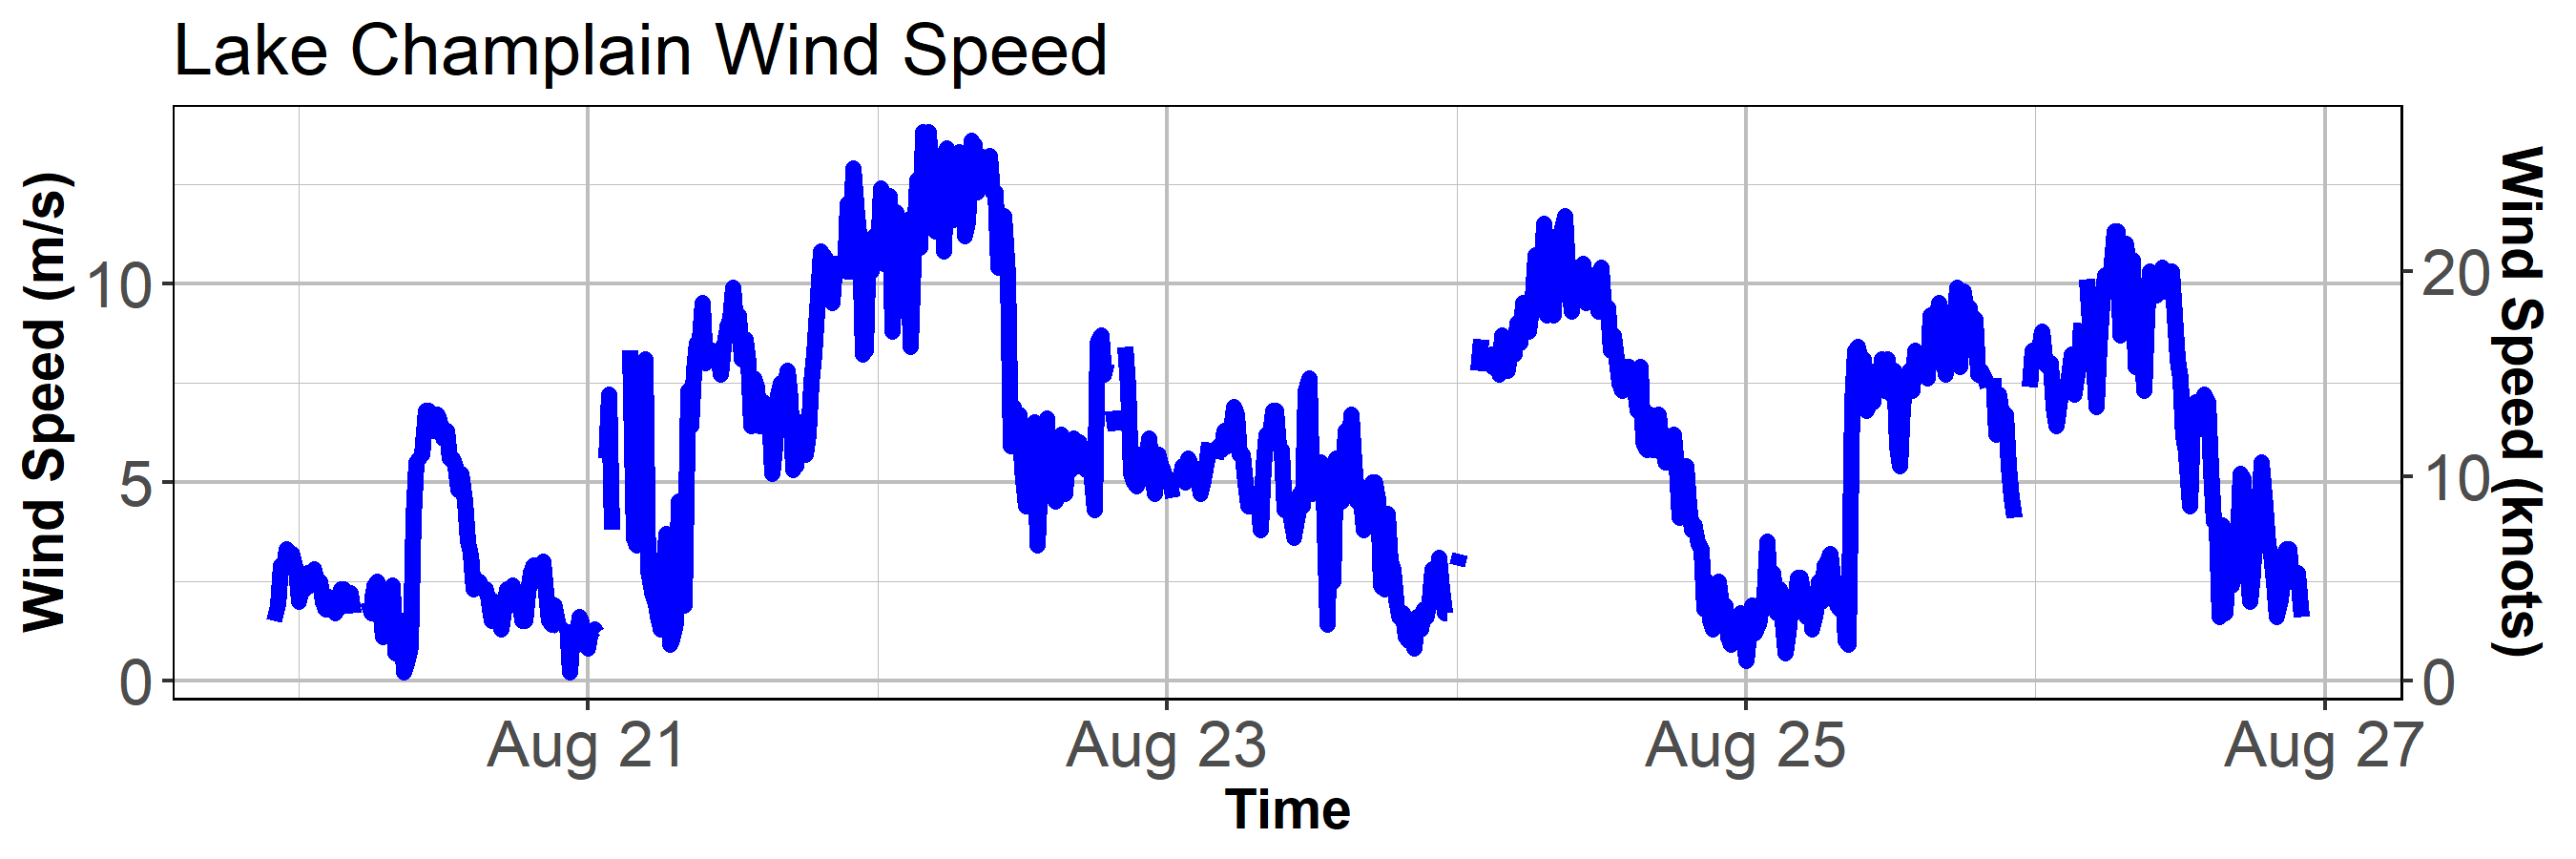 Lake Champlain Wind Speed
Wind Speed (m/s)
10
5
0
20
10
0
Wind Speed (knots)
Aug 21
Aug 23
Aug 25
Aug 27
Time